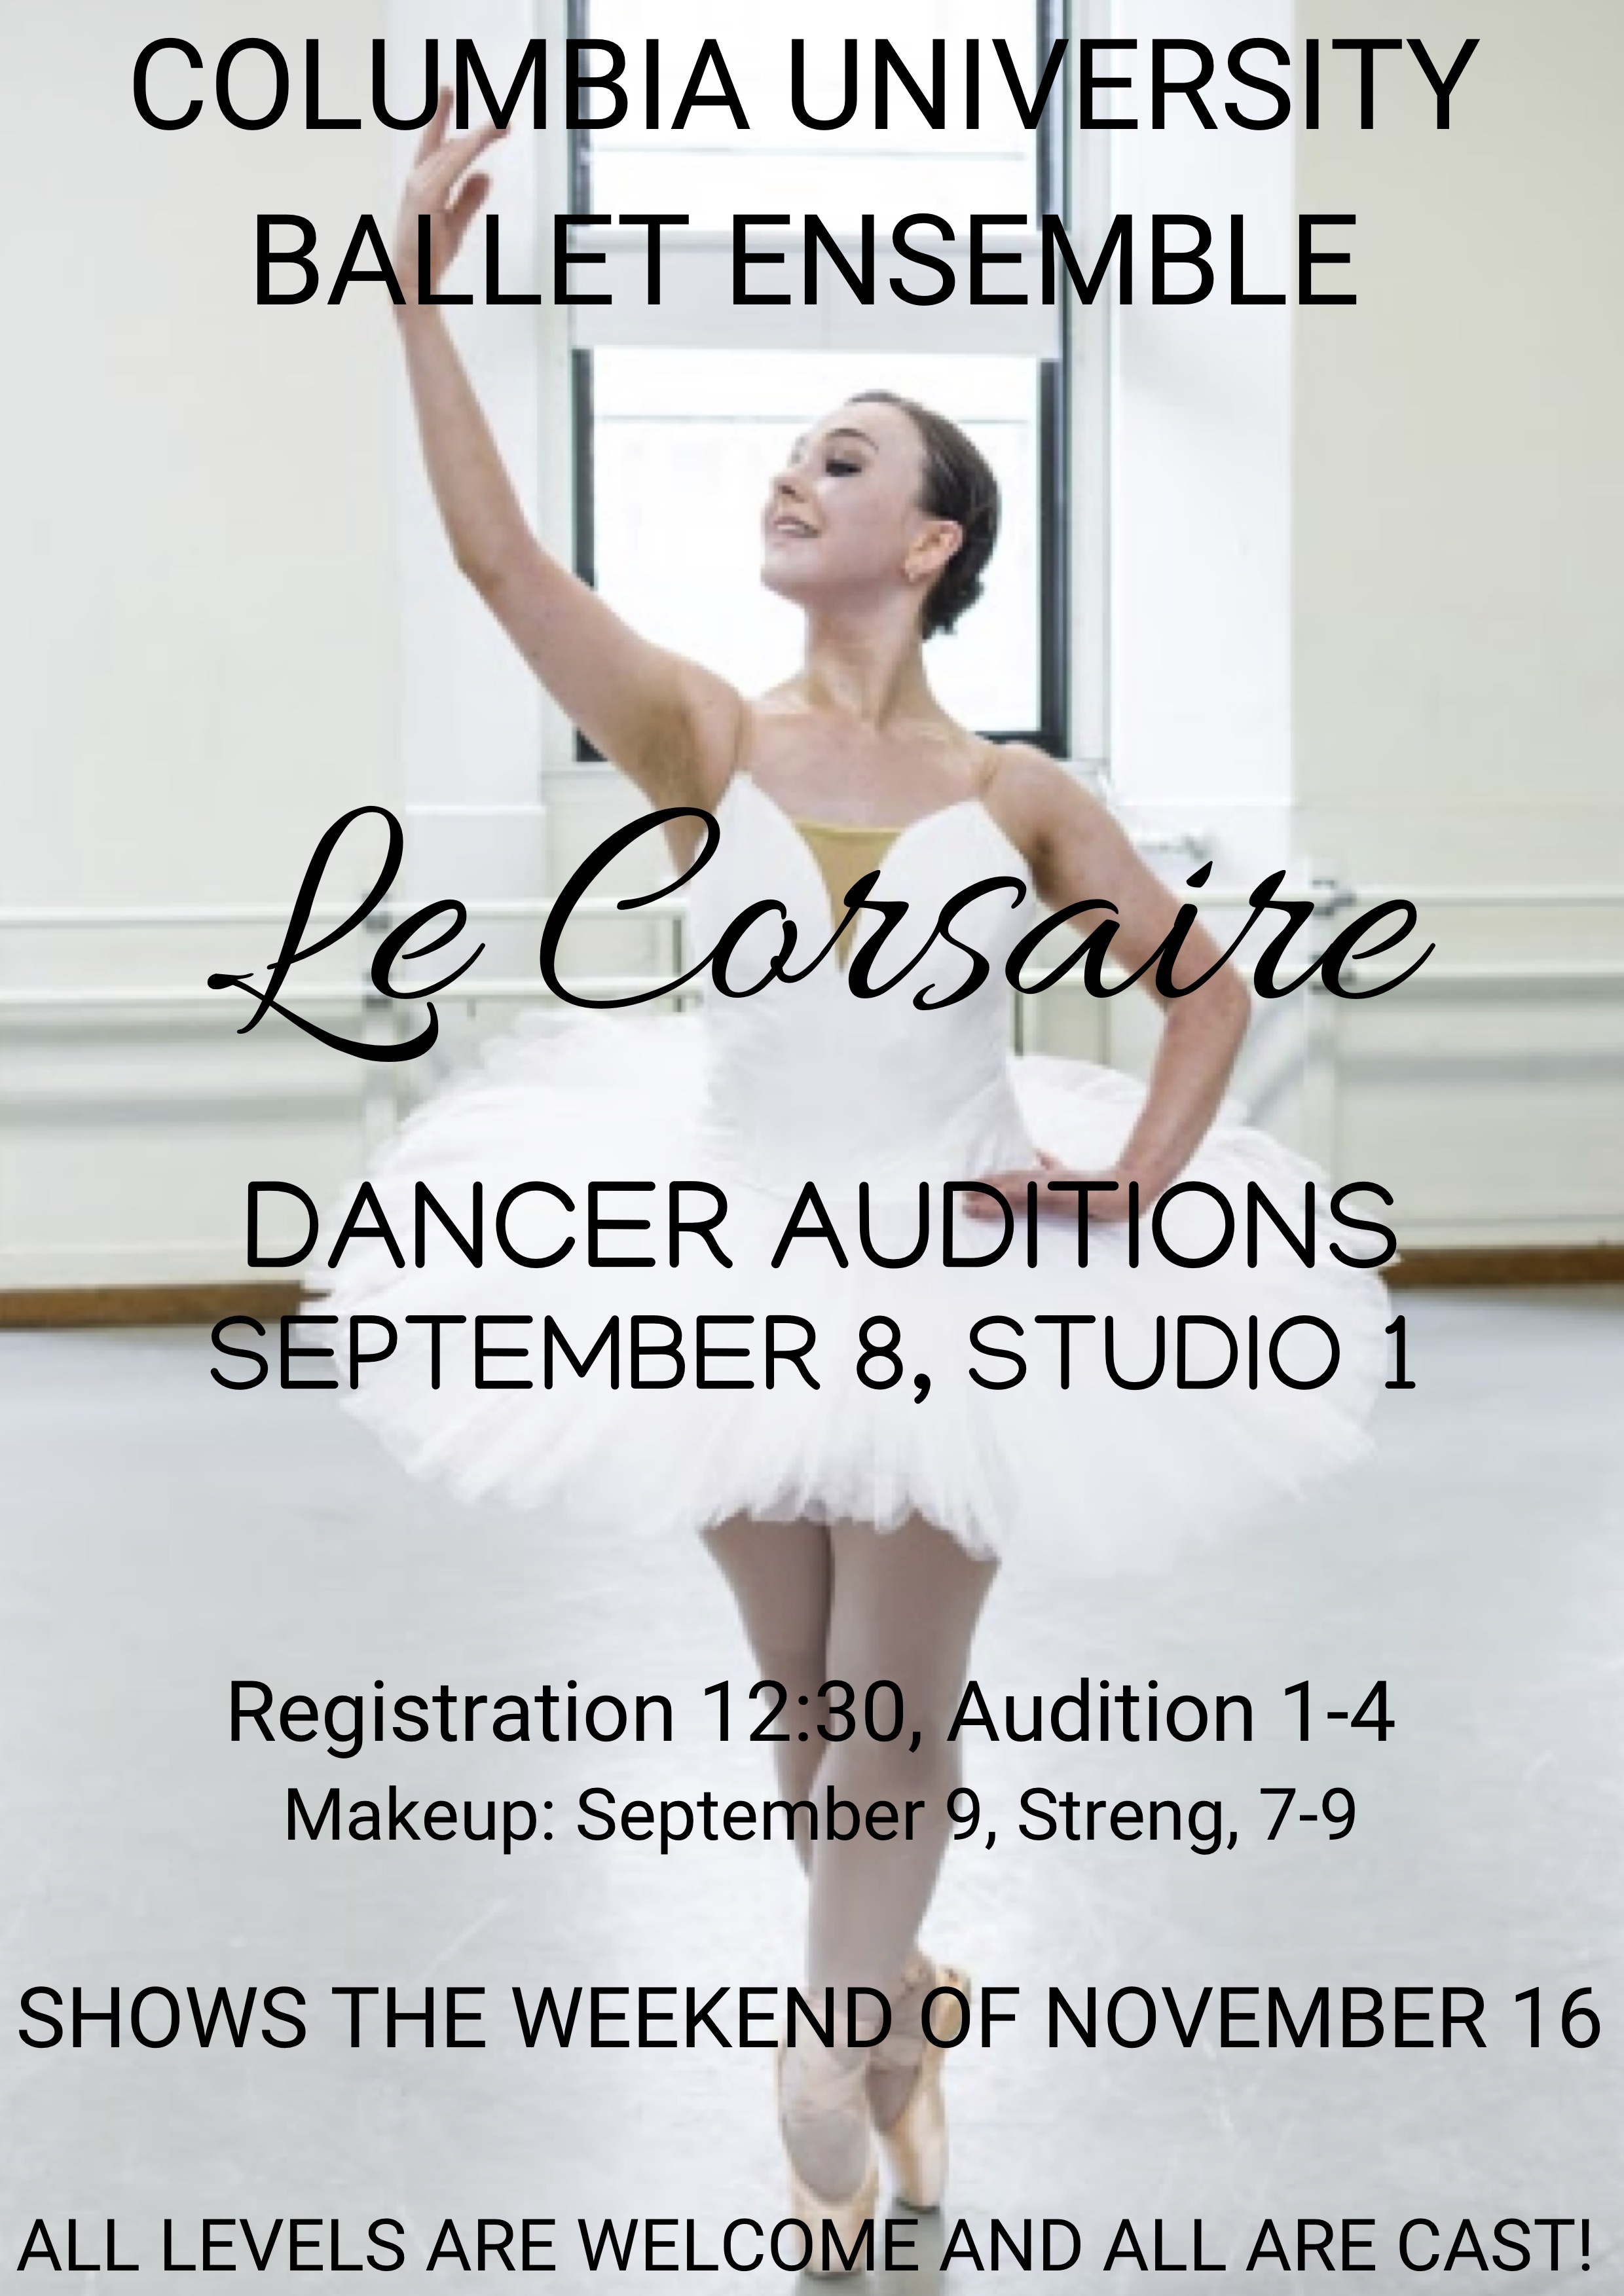 COLUMBIA UNIVERSITY
BALLET ENSEMBLE
Le Corsaire
DANCER AUDITIONS
SEPTEMBER 8, STUDIO 1
Registration 12:30, Audition 1-4
Makeup: September 9, Streng, 7-9
SHOWS THE WEEKEND OF NOVEMBER 16
ALL LEVELS ARE WELCOME AND ALL ARE CAST!